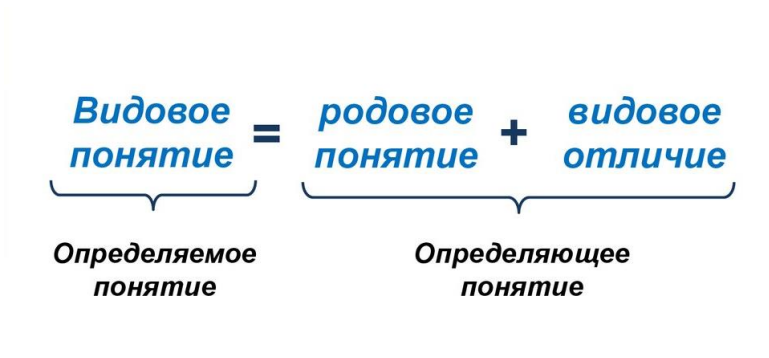 Видовое понятие = родовое понятие + видовое отличие
Определяемое понятие
Определяющее понятие